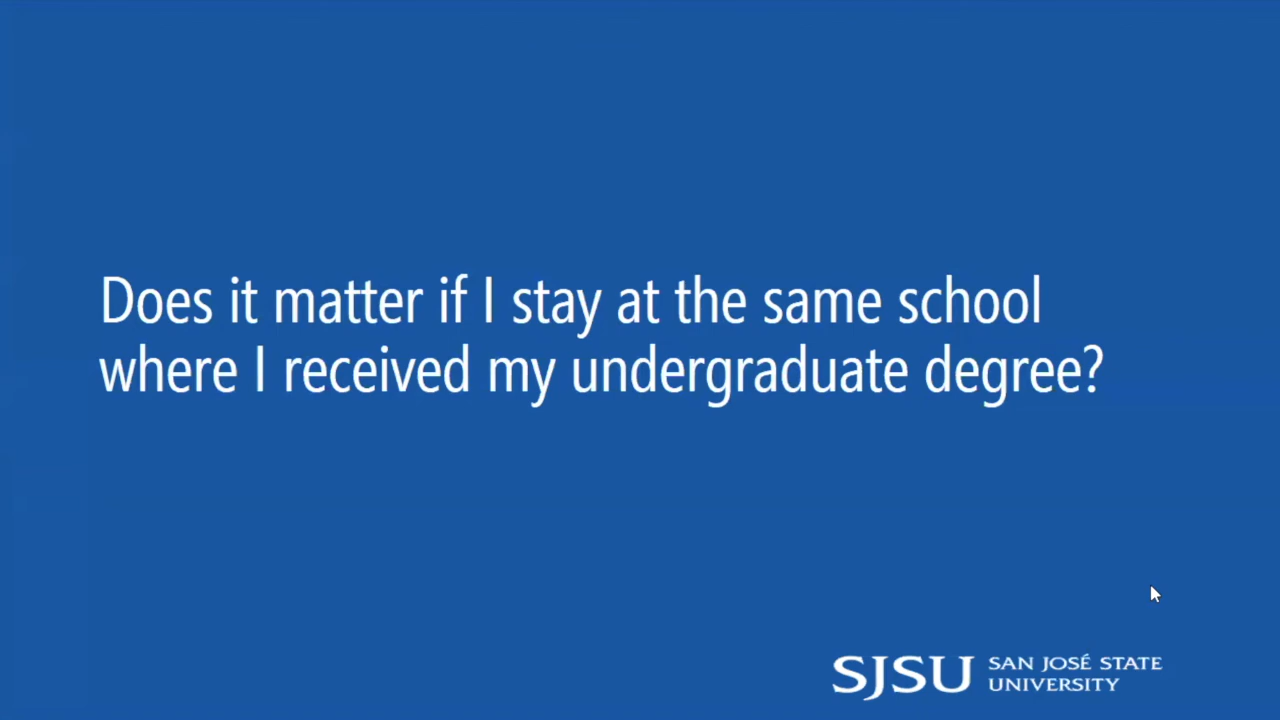 Does it matter if I stay at the same school
where I received my undergraduate degree?
SJSU SAN JOSÉ STATE
UNIVERSITY